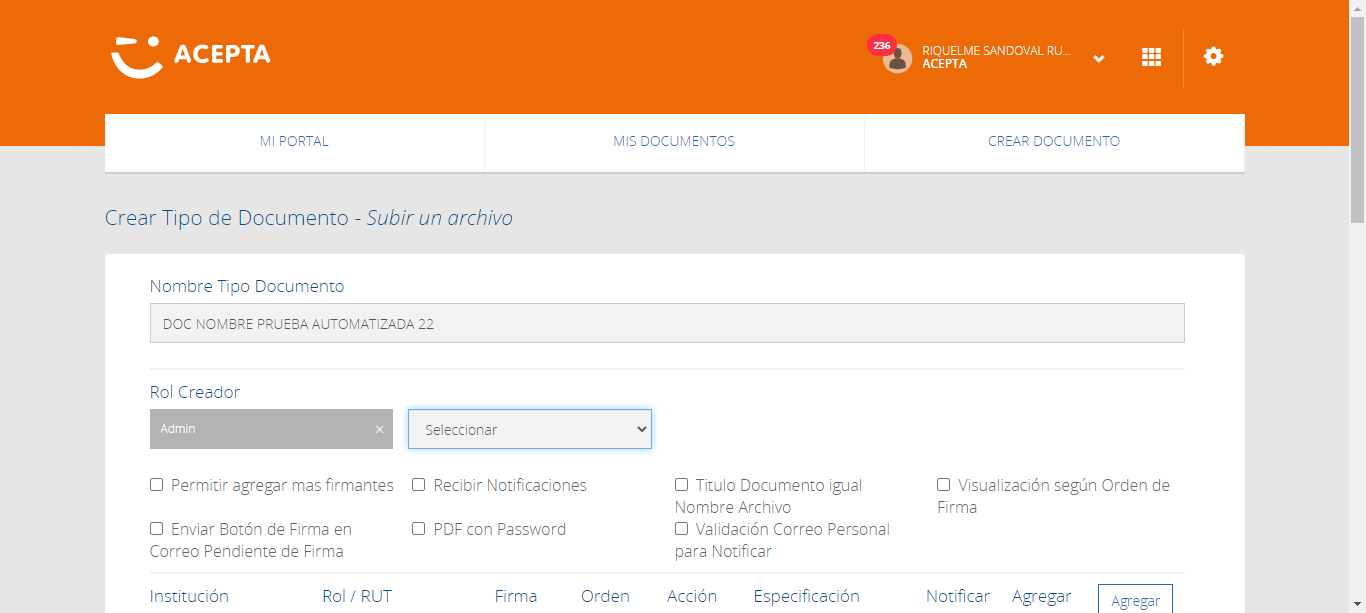 ACEPTA
236
RIQUELME SANDOVAL RU...
ACEPTA
MI PORTAL
MIS DOCUMENTOS
CREAR DOCUMENTO
Crear Tipo de Documento - Subir un archivo
Nombre Tipo Documento
DOC NOMBRE PRUEBA AUTOMATIZADA 22
Rol Creador
Admin ×
Seleccionar
Permitir agregar mas firmantes
Recibir Notificaciones
Titulo Documento igual
Nombre Archivo
Visualización según Orden de
Firma
Enviar Botón de Firma en
Correo Pendiente de Firma
PDF con Password
Validación Correo Personal
para Notificar
Institución Rol / RUT Firma Orden Acción Especificación Notificar Agregar Agregar